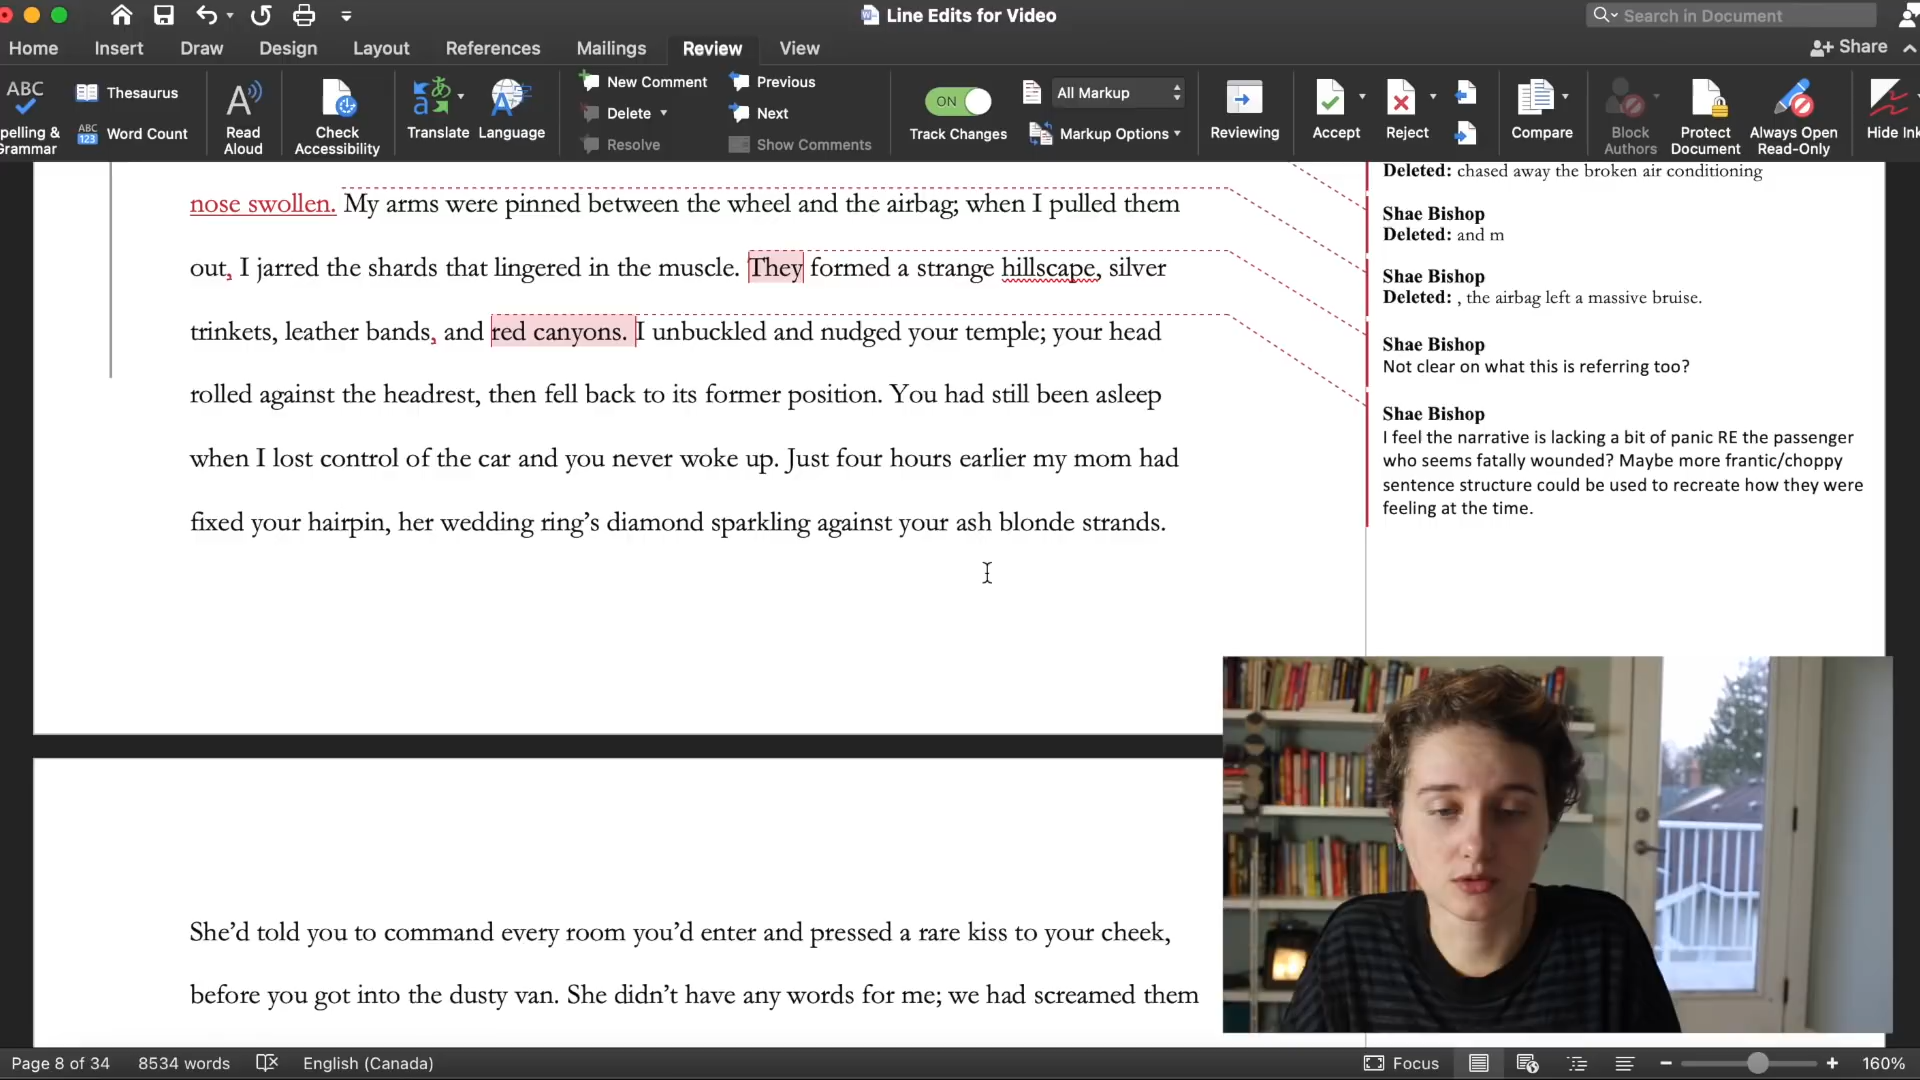 Line Edits for Video
Search in Document
Home Insert Draw Design Layout References Mailings Review View
Share
ABC
pelling &
Grammar
Thesaurus
ABC
123
Word Count
A
Read
Aloud
Check
Accessibility
あ
a
Translate
A
Language
New Comment
Delete
Resolve
Previous
Next
Show Comments
ON
Track Changes
All Markup
Markup Options
Reviewing
Accept
Reject
Compare
Block
Authors
Protect
Document
Always Open
Read-Only
Hide Ink
nose swollen. My arms were pinned between the wheel and the airbag; when I pulled them
out, I jarred the shards that lingered in the muscle. They formed a strange hillscape, silver
trinkets, leather bands, and red canyons. I unbuckled and nudged your temple; your head
rolled against the headrest, then fell back to its former position. You had still been asleep
when I lost control of the car and you never woke up. Just four hours earlier my mom had
fixed your hairpin, her wedding ring’s diamond sparkling against your ash blonde strands.
Deleted: chased away the broken air conditioning
Shae Bishop
Deleted: and m
Shae Bishop
Deleted: , the airbag left a massive bruise.
Shae Bishop
Not clear on what this is referring too?
Shae Bishop
I feel the narrative is lacking a bit of panic RE the passenger
who seems fatally wounded? Maybe more frantic/choppy
sentence structure could be used to recreate how they were
feeling at the time.
She’d told you to command every room you’d enter and pressed a rare kiss to your cheek,
before you got into the dusty van. She didn’t have any words for me; we had screamed them
Page 8 of 34 8534 words English (Canada)
Focus
160%